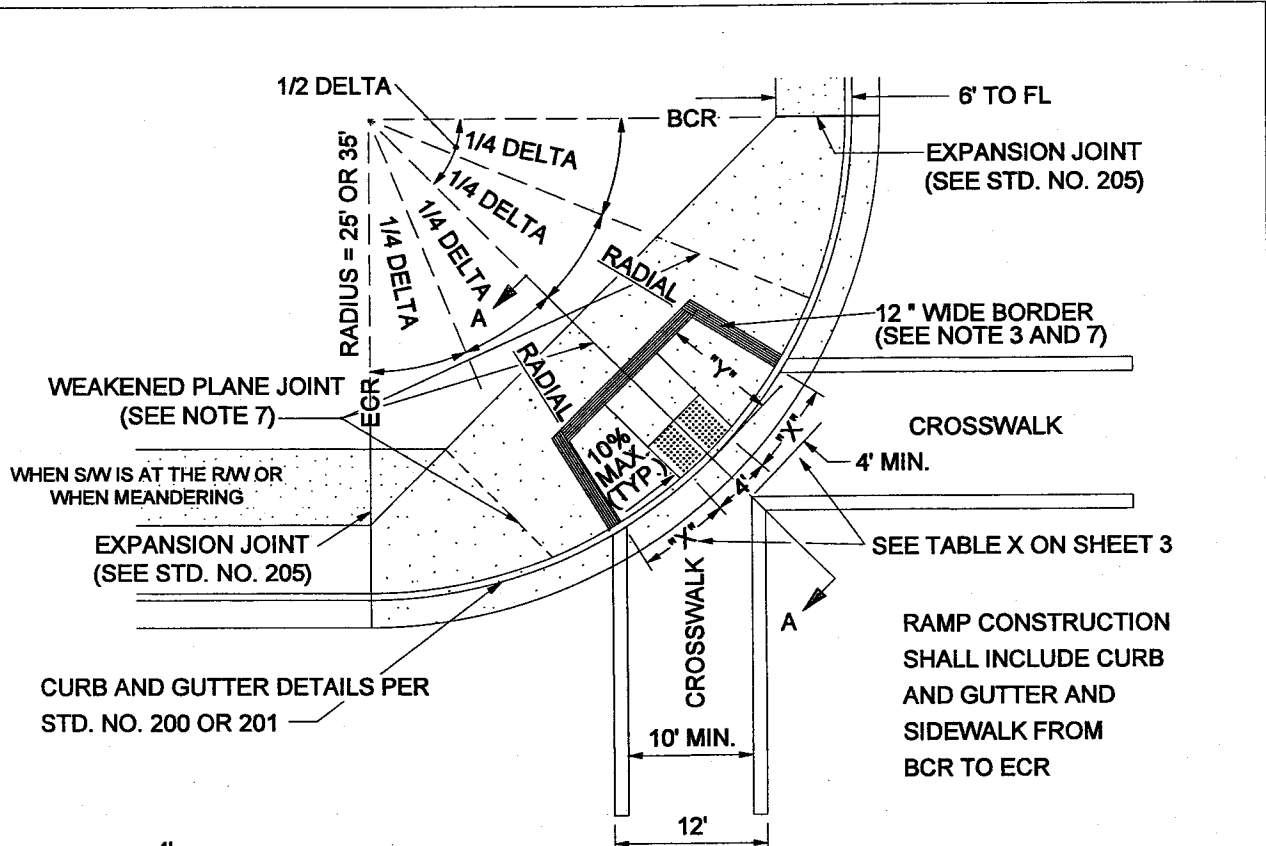 1/2 DELTA
6' TO FL
BCR
1/4 DELTA
EXPANSION JOINT
(SEE STD. NO. 205)
1/4 DELTA
1/4 DELTA
1/4 DELTA
RADIUS = 25' OR 35'
RADIAL
A
12 " WIDE BORDER
(SEE NOTE 3 AND 7)
RADIAL
"Y"
WEAKENED PLANE JOINT
(SEE NOTE 7)
ECR
"X"
CROSSWALK
10%
MAX
(TYP.)
4' MIN.
WHEN S/W IS AT THE R/W OR
WHEN MEANDERING
4'
"X"
EXPANSION JOINT
(SEE STD. NO. 205)
SEE TABLE X ON SHEET 3
CROSSWALK
A
RAMP CONSTRUCTION
SHALL INCLUDE CURB
AND GUTTER AND
SIDEWALK FROM
BCR TO ECR
CURB AND GUTTER DETAILS PER
STD. NO. 200 OR 201
10' MIN.
12'